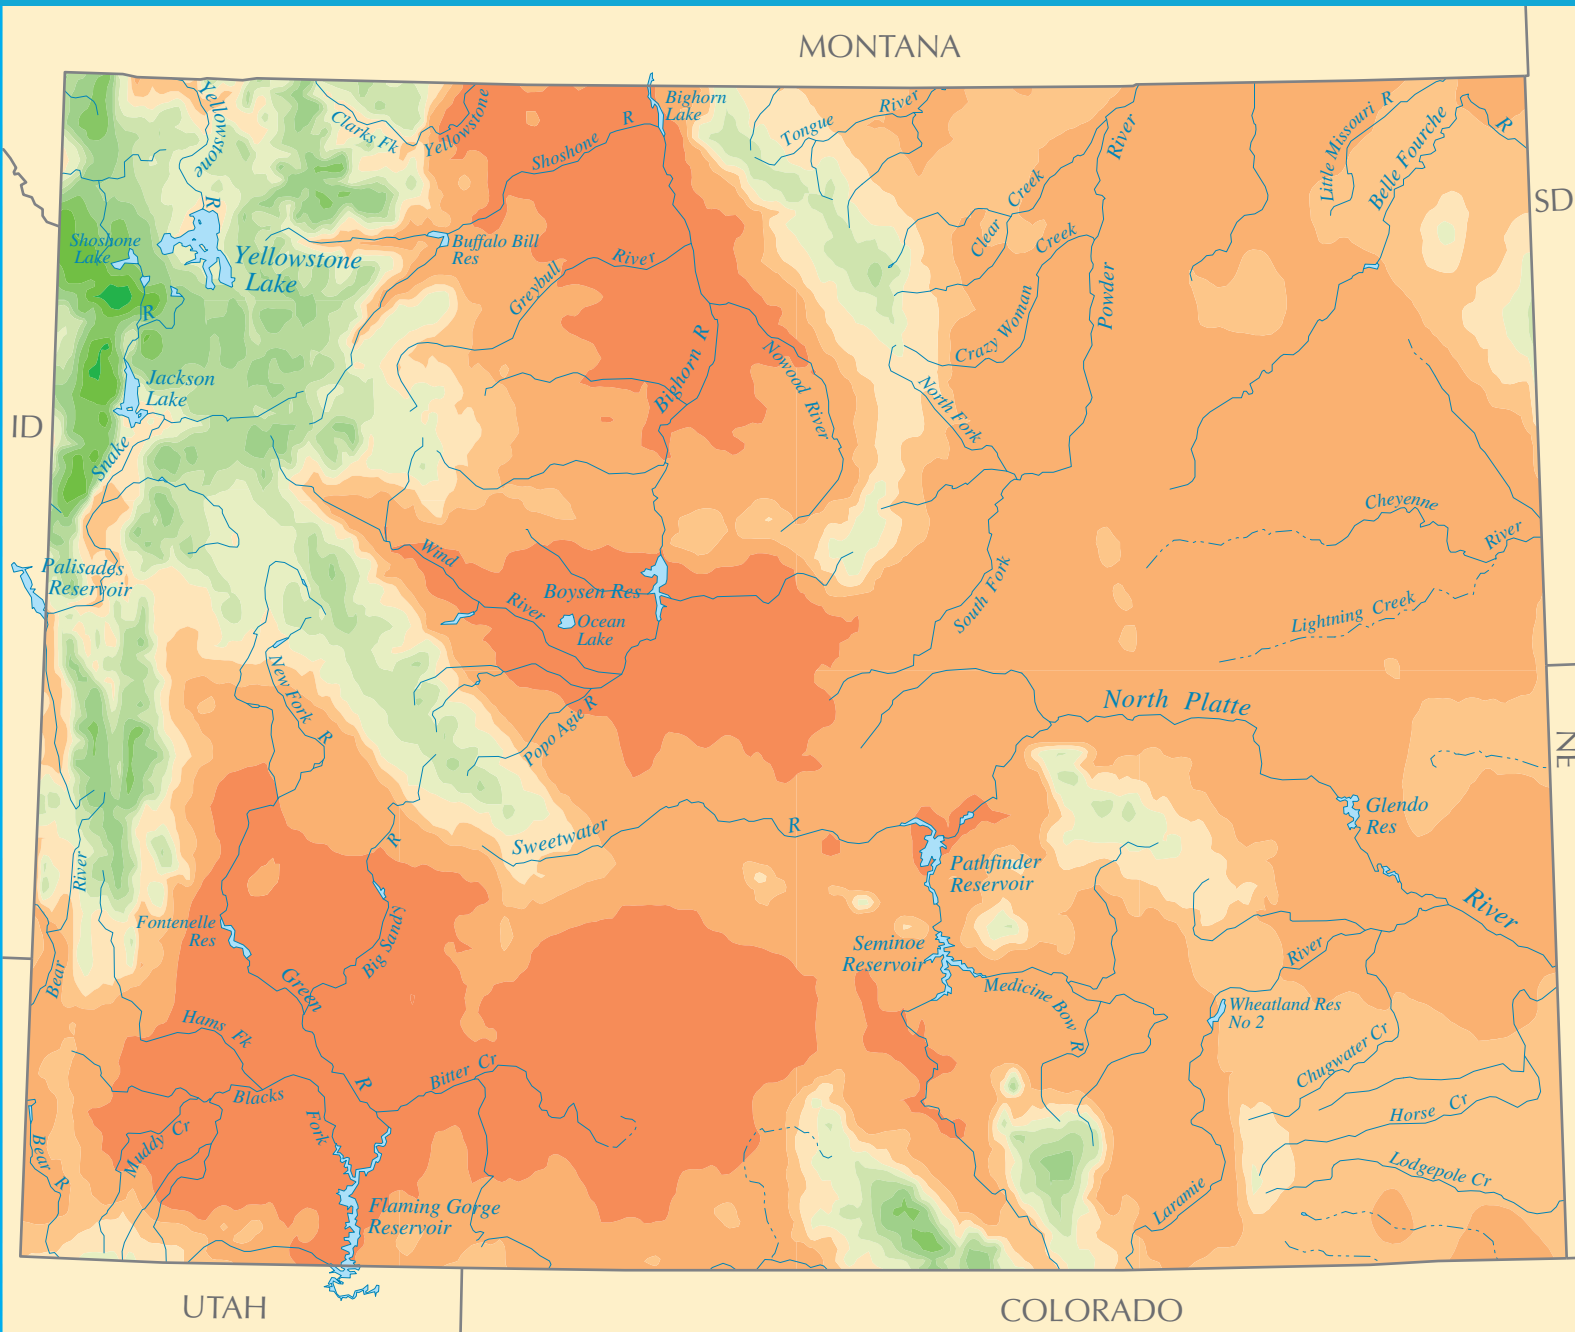 MONTANA
Yellowstone
R
Clarks Fk
Yellowstone
Bighorn
Lake
Shoshone
R
Tongue
River
River
Little Missouri R
Belle Fourche
R
SD
Shoshone
Lake
Yellowstone
Lake
Buffalo Bill
Res
Greybull
River
Clear
Creek
Crazy Woman
Creek
Powder
R
Jackson
Lake
Snake
ID
Bighorn R
Nowood River
North Fork
Cheyenne
River
Palisades
Reservoir
Wind
River
Boysen Res
Ocean
Lake
South Fork
Lightning Creek
New Fork
R
Popo Agie R
North Platte
NE
Sweetwater
R
Glendo
Res
River
Pathfinder
Reservoir
River
R
Big Sandy
Fontenelle
Res
Seminoe
Reservoir
Medicine Bow
R
River
Wheatland Res
No 2
Bear
Green
R
Hams Fk
Blacks
Fork
Bitter Cr
Muddy Cr
Chugwater Cr
Horse Cr
Lodgepole Cr
Bear
R
Laramie
Flaming Gorge
Reservoir
UTAH
COLORADO